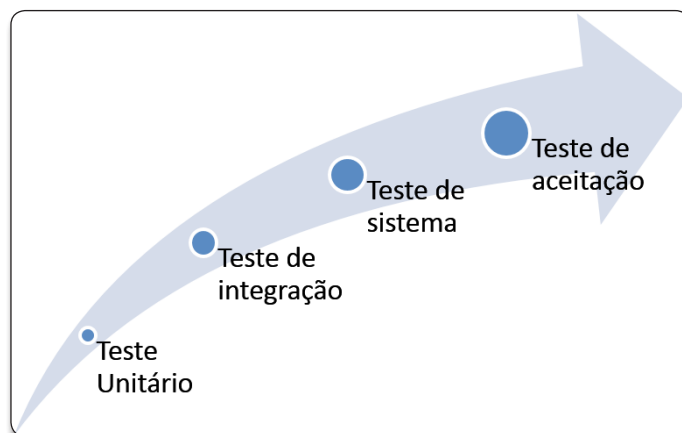 Teste de
aceitação
Teste de
sistema
Teste de
integração
Teste
Unitário